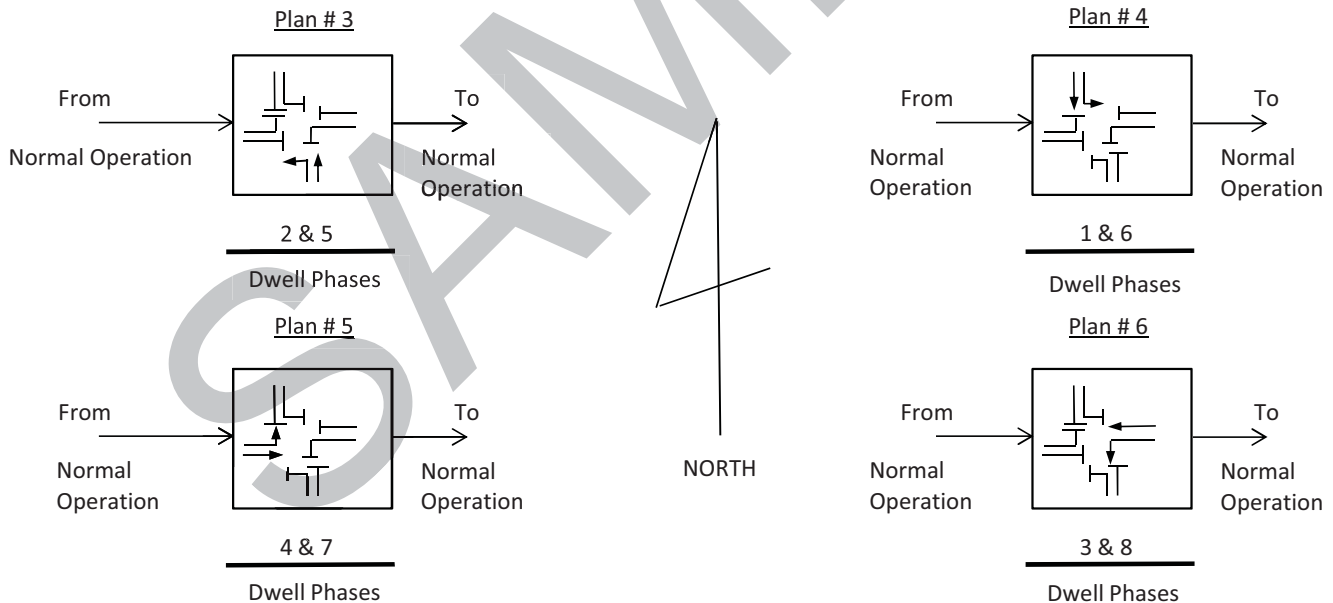 Plan # 3
From
To
Normal Operation
Normal
Operation
2 & 5
Dwell Phases
Plan # 4
From
To
Normal
Operation
Normal
Operation
1 & 6
Dwell Phases
Plan # 5
From
To
Normal
Operation
Normal
Operation
4 & 7
Dwell Phases
NORTH
Plan # 6
From
To
Normal
Operation
Normal
Operation
3 & 8
Dwell Phases